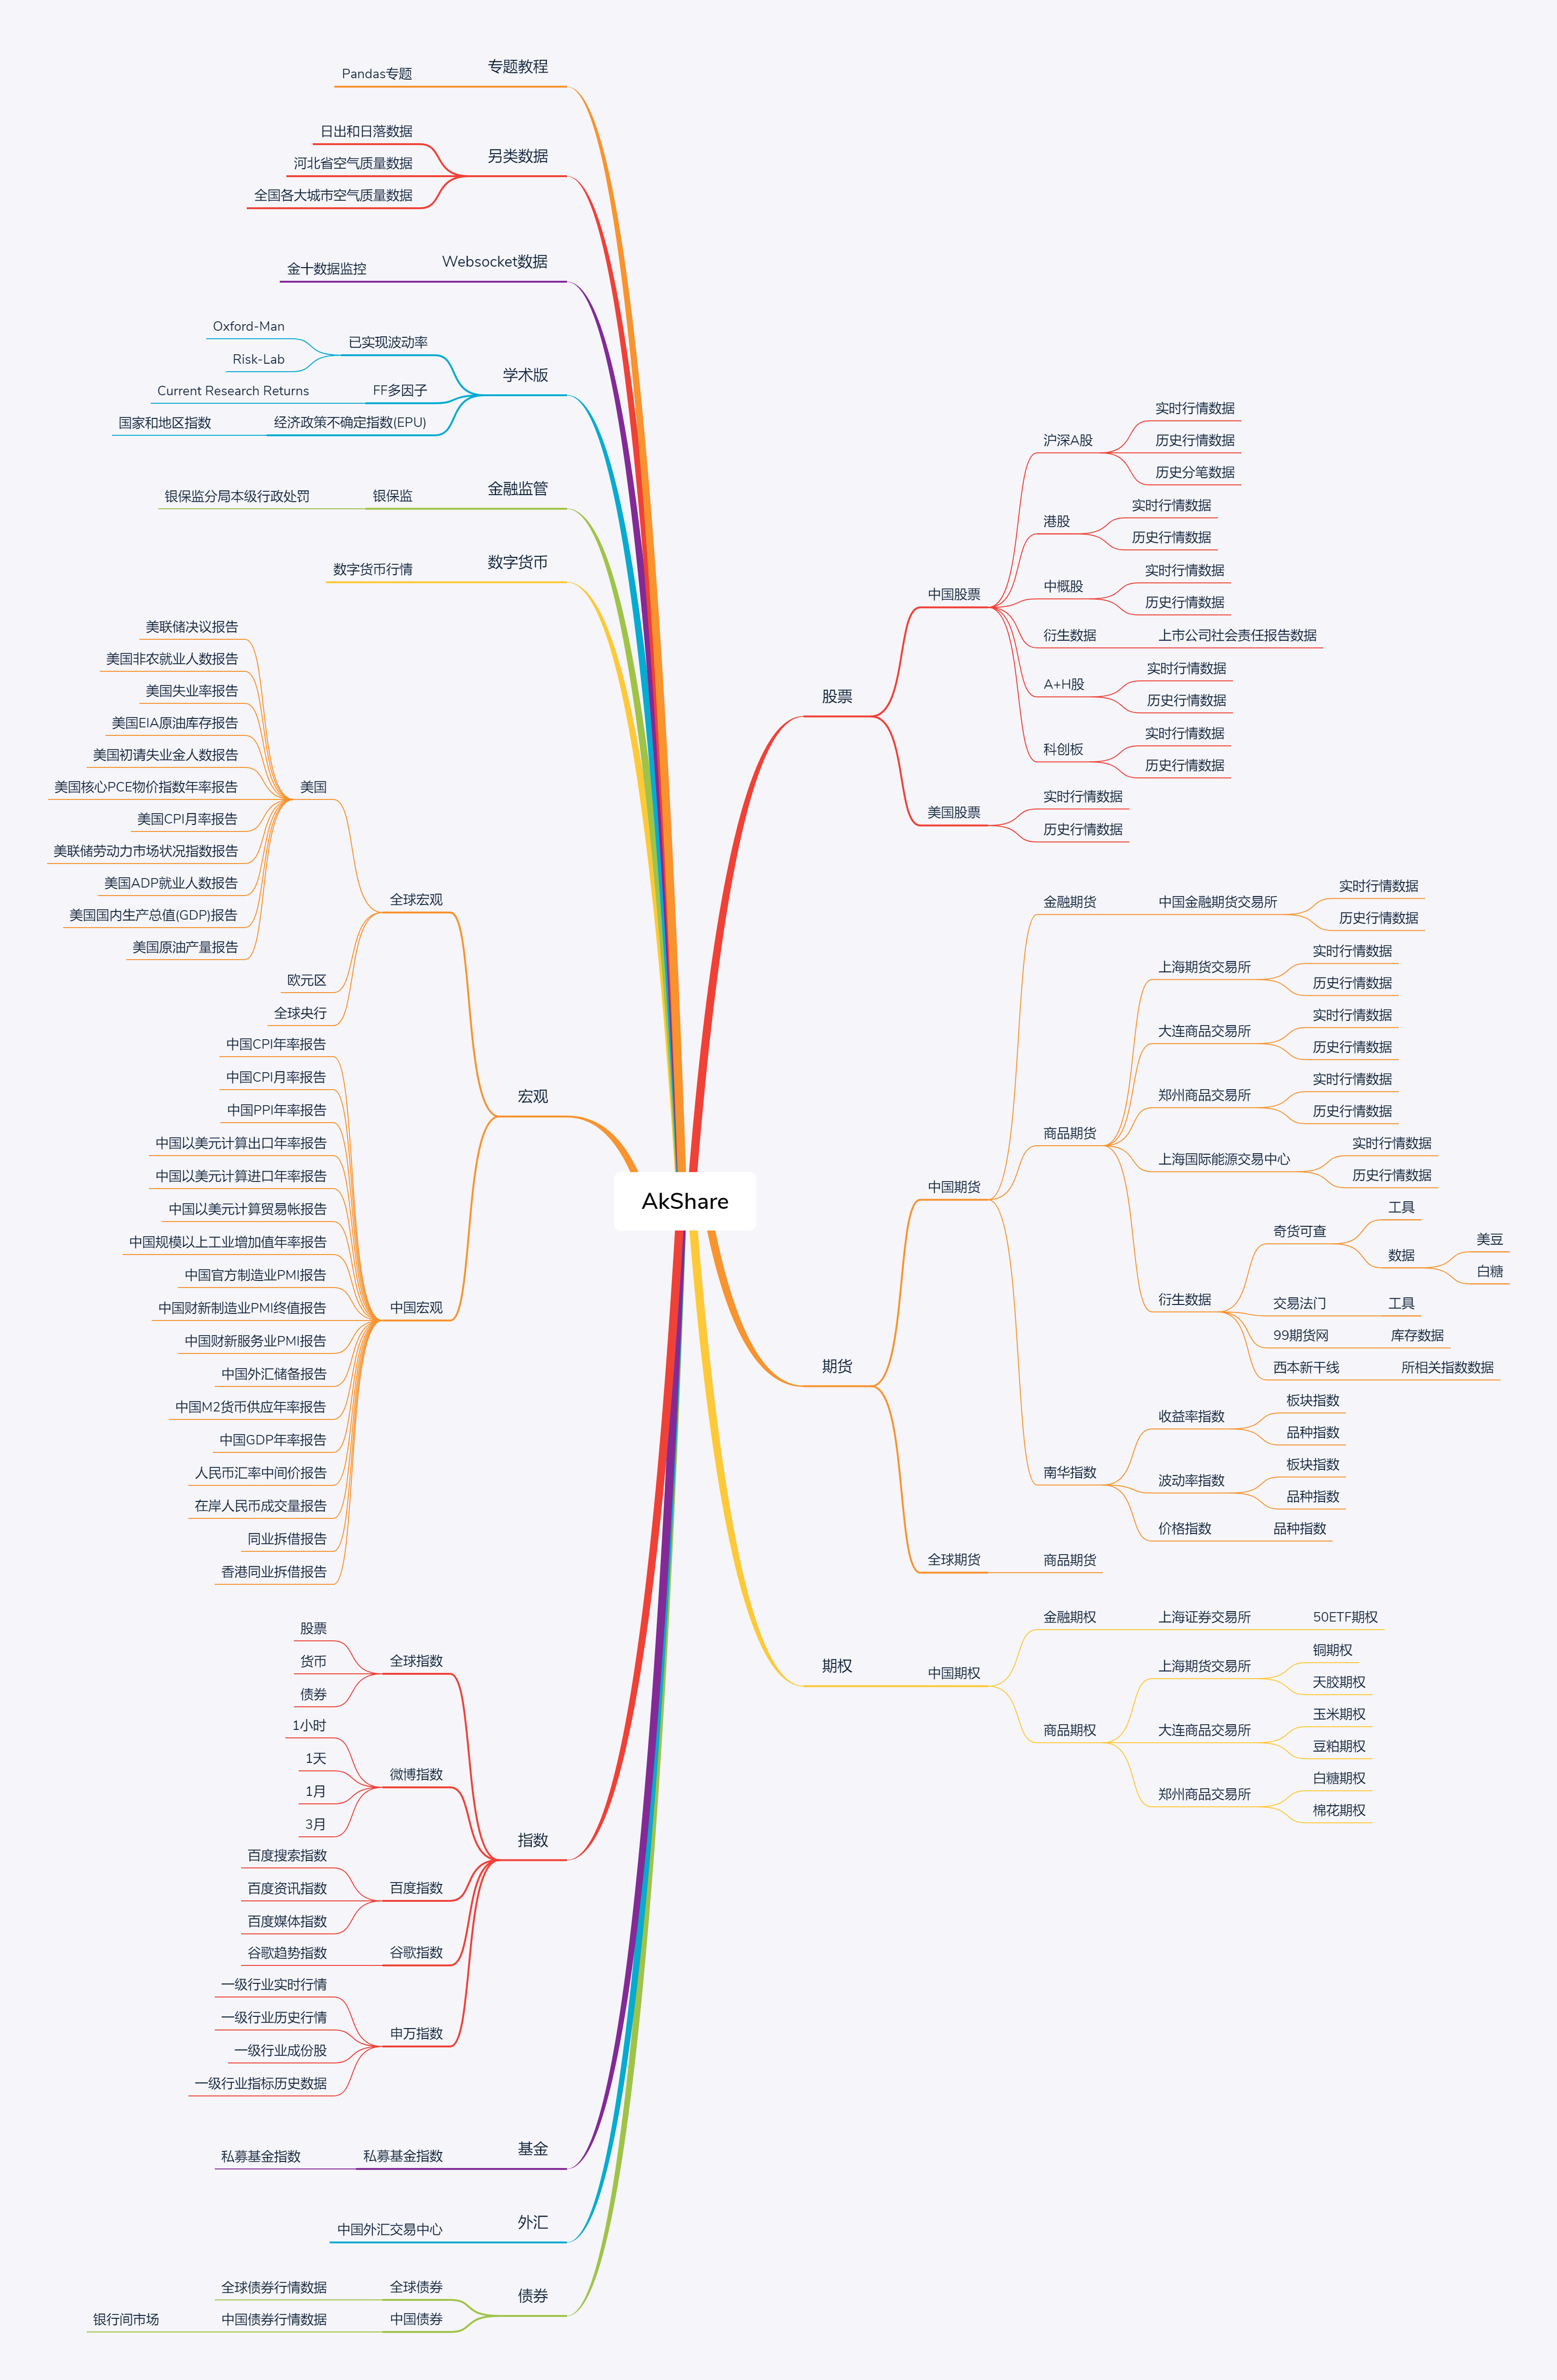 AkShare
股票
中国股票
沪深A股
实时行情数据
历史行情数据
历史分笔数据
港股
实时行情数据
历史行情数据
中概股
实时行情数据
历史行情数据
衍生数据
上市公司社会责任报告数据
A+H股
实时行情数据
历史行情数据
科创板
实时行情数据
历史行情数据
美国股票
实时行情数据
历史行情数据
期货
中国期货
金融期货
中国金融期货交易所
实时行情数据
历史行情数据
商品期货
上海期货交易所
实时行情数据
历史行情数据
大连商品交易所
实时行情数据
历史行情数据
郑州商品交易所
实时行情数据
历史行情数据
上海国际能源交易中心
实时行情数据
历史行情数据
衍生数据
奇货可查
工具
数据
美豆
白糖
交易法门
工具
99期货网
库存数据
西本新干线
所相关指数数据
南华指数
收益率指数
板块指数
品种指数
波动率指数
板块指数
品种指数
价格指数
品种指数
全球期货
商品期货
期权
中国期权
金融期权
上海证券交易所
50ETF期权
商品期权
上海期货交易所
铜期权
天胶期权
大连商品交易所
玉米期权
豆粕期权
郑州商品交易所
白糖期权
棉花期权
专题教程
Pandas专题
另类数据
日出和日落数据
河北省空气质量数据
全国各大城市空气质量数据
Websocket数据
金十数据监控
学术版
已实现波动率
Oxford-Man
Risk-Lab
FF多因子
Current Research Returns
经济政策不确定指数(EPU)
国家和地区指数
金融监管
银保监
银保监分局本级行政处罚
数字货币
数字货币行情
宏观
全球宏观
美国
美联储决议报告
美国非农就业人数报告
美国失业率报告
美国EIA原油库存报告
美国初请失业金人数报告
美国核心PCE物价指数年率报告
美国CPI月率报告
美联储劳动力市场状况指数报告
美国ADP就业人数报告
美国国内生产总值(GDP)报告
美国原油产量报告
欧元区
全球央行
中国宏观
中国CPI年率报告
中国CPI月率报告
中国PPI年率报告
中国以美元计算出口年率报告
中国以美元计算进口年率报告
中国以美元计算贸易帐报告
中国规模以上工业增加值年率报告
中国官方制造业PMI报告
中国财新制造业PMI终值报告
中国财新服务业PMI报告
中国外汇储备报告
中国M2货币供应年率报告
中国GDP年率报告
人民币汇率中间价报告
在岸人民币成交量报告
同业拆借报告
香港同业拆借报告
指数
全球指数
股票
货币
债券
微博指数
1小时
1天
1月
3月
百度指数
百度搜索指数
百度资讯指数
百度媒体指数
谷歌指数
谷歌趋势指数
申万指数
一级行业实时行情
一级行业历史行情
一级行业成份股
一级行业指标历史数据
基金
私募基金指数
私募基金指数
外汇
中国外汇交易中心
债券
全球债券
全球债券行情数据
中国债券
中国债券行情数据
银行间市场